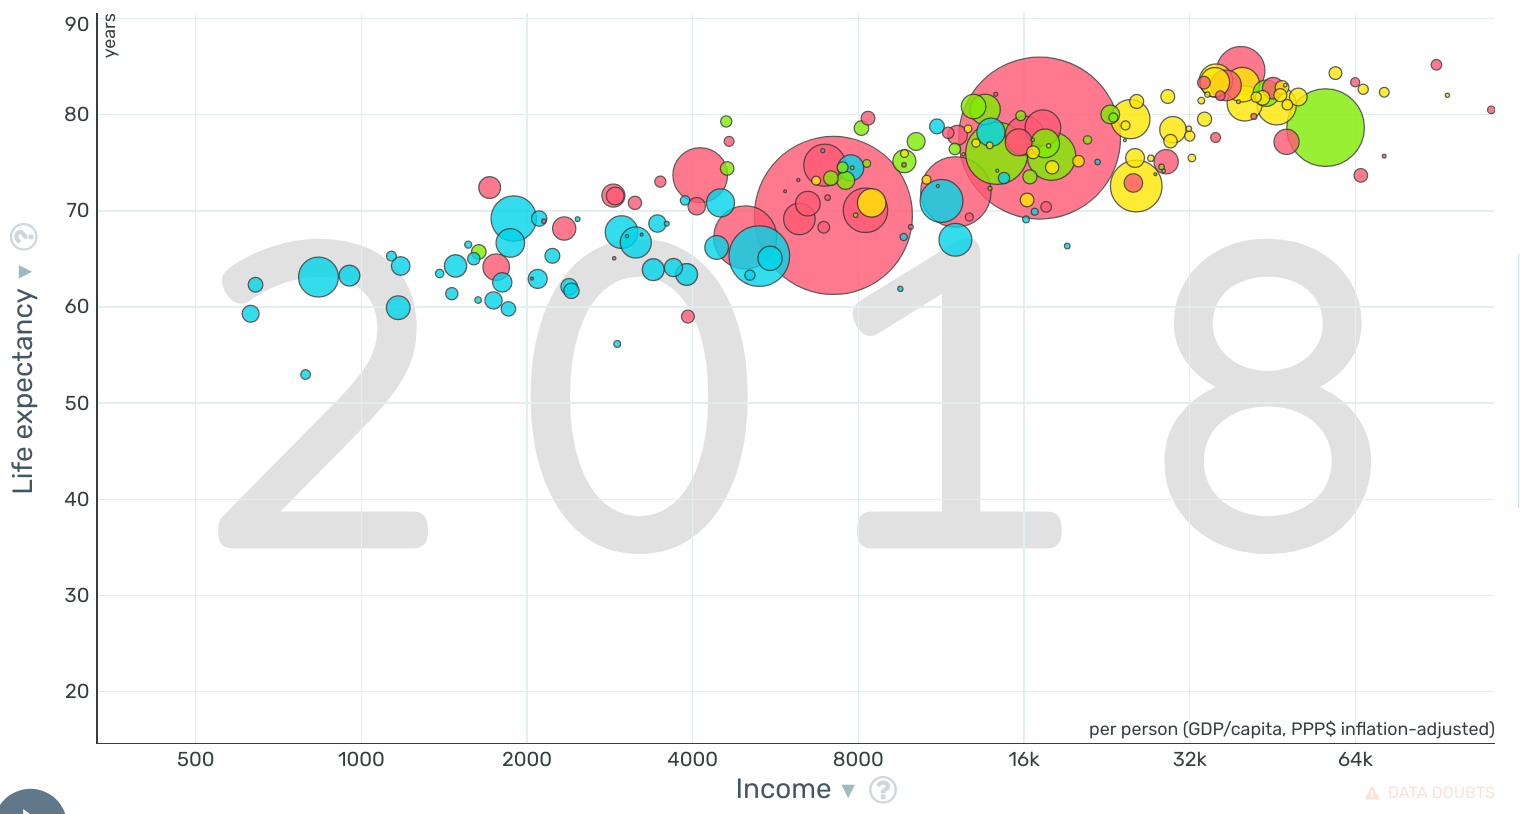 90
years
80
70
60
50
40
30
20
Life expectancy ▼ ?
2018
per person (GDP/capita, PPP$ inflation-adjusted)
500 1000 2000 4000 8000 16k 32k 64k
Income ▼ ?
DATA DOUBTS